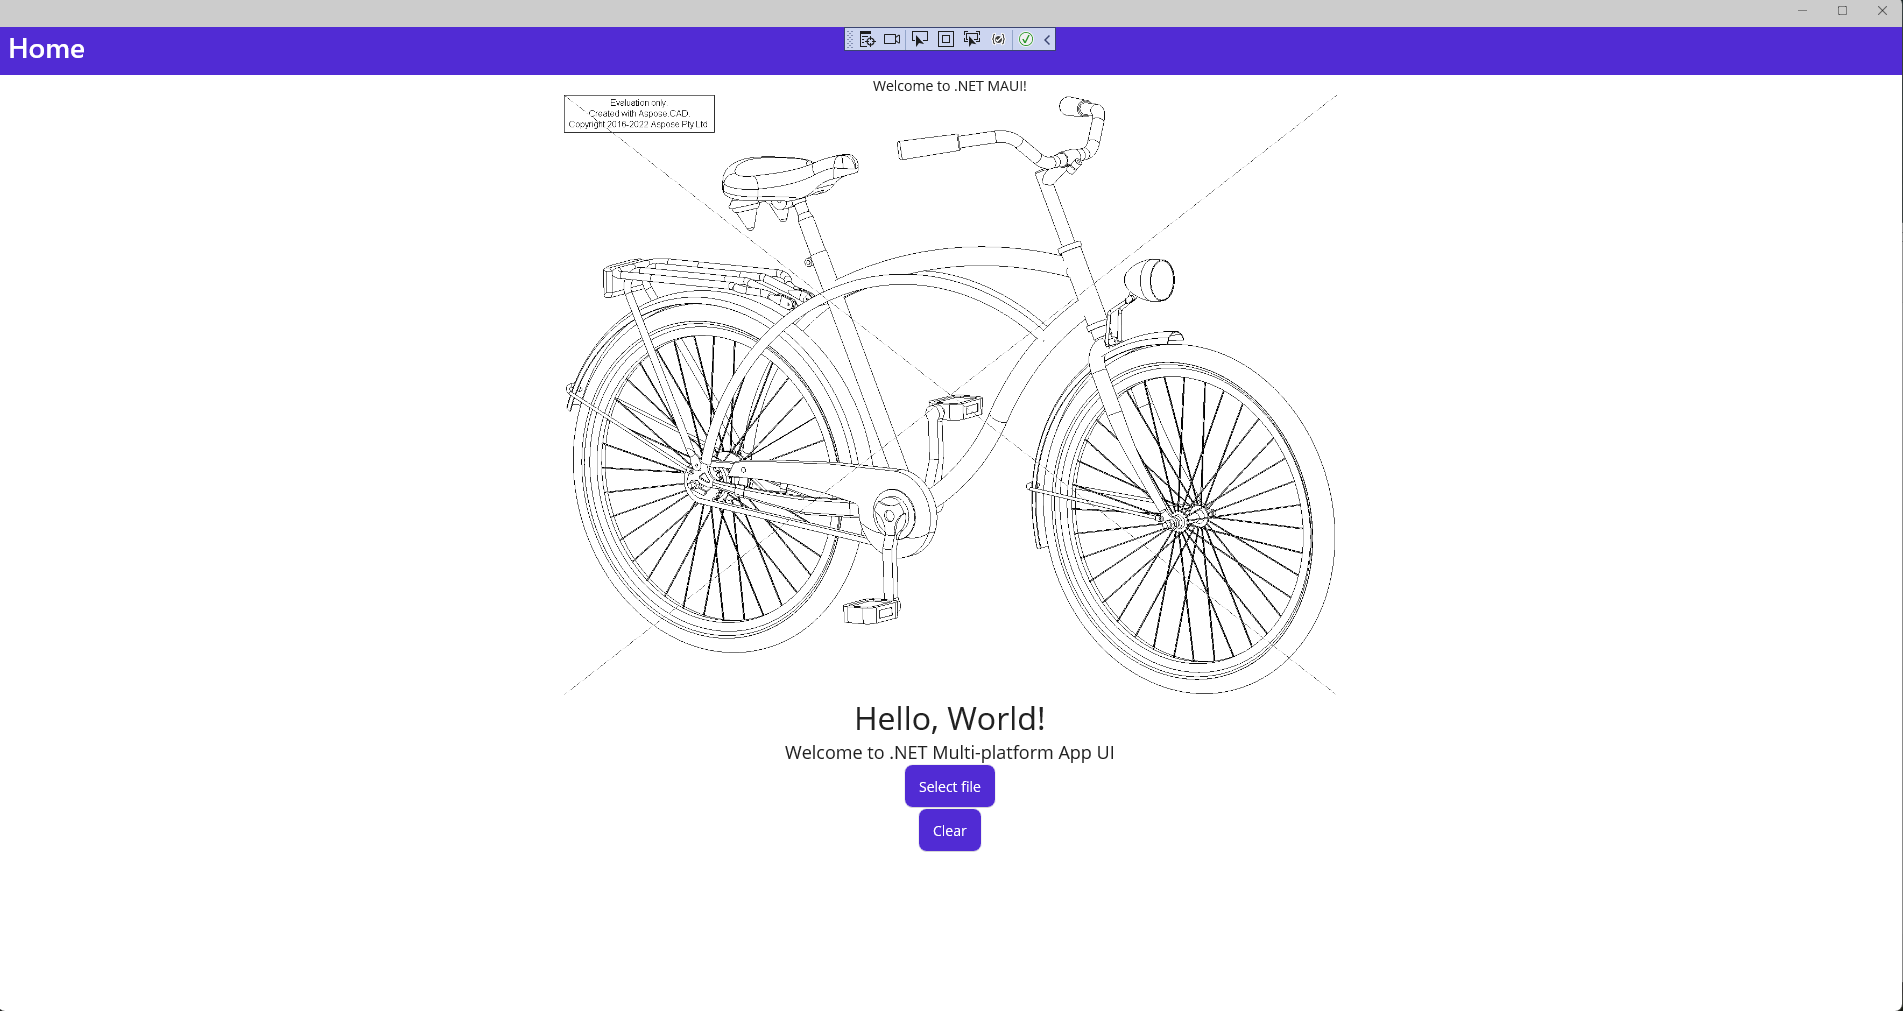 Home
Welcome to .NET MAUI!
Evaluation only.
Created with Aspose.CAD.
Copyright 2016-2022 Aspose Pty Ltd.
Hello, World!
Welcome to .NET Multi-platform App UI
Select file
Clear